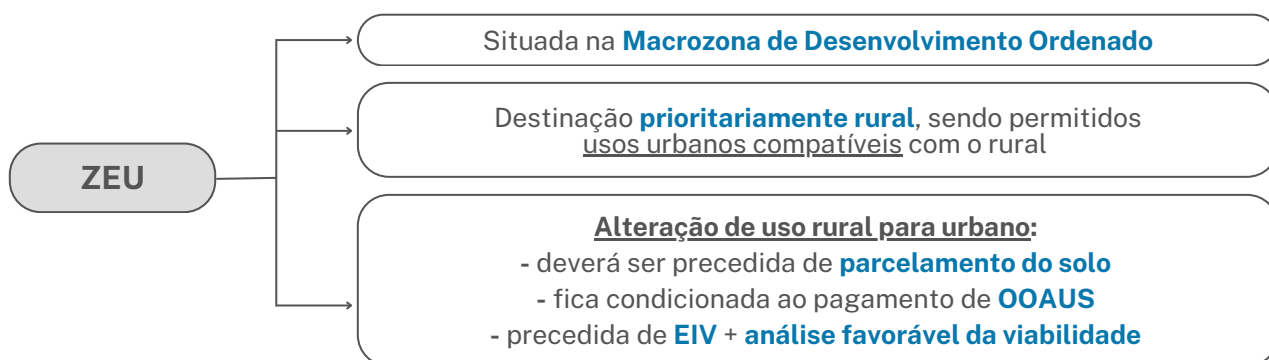 ZEU
Situada na Macrozona de Desenvolvimento Ordenado
Destinação prioritariamente rural, sendo permitidos
usos urbanos compatíveis com o rural
Alteração de uso rural para urbano:
- deverá ser precedida de parcelamento do solo
- fica condicionada ao pagamento de OOAUS
- precedida de EIV + análise favorável da viabilidade